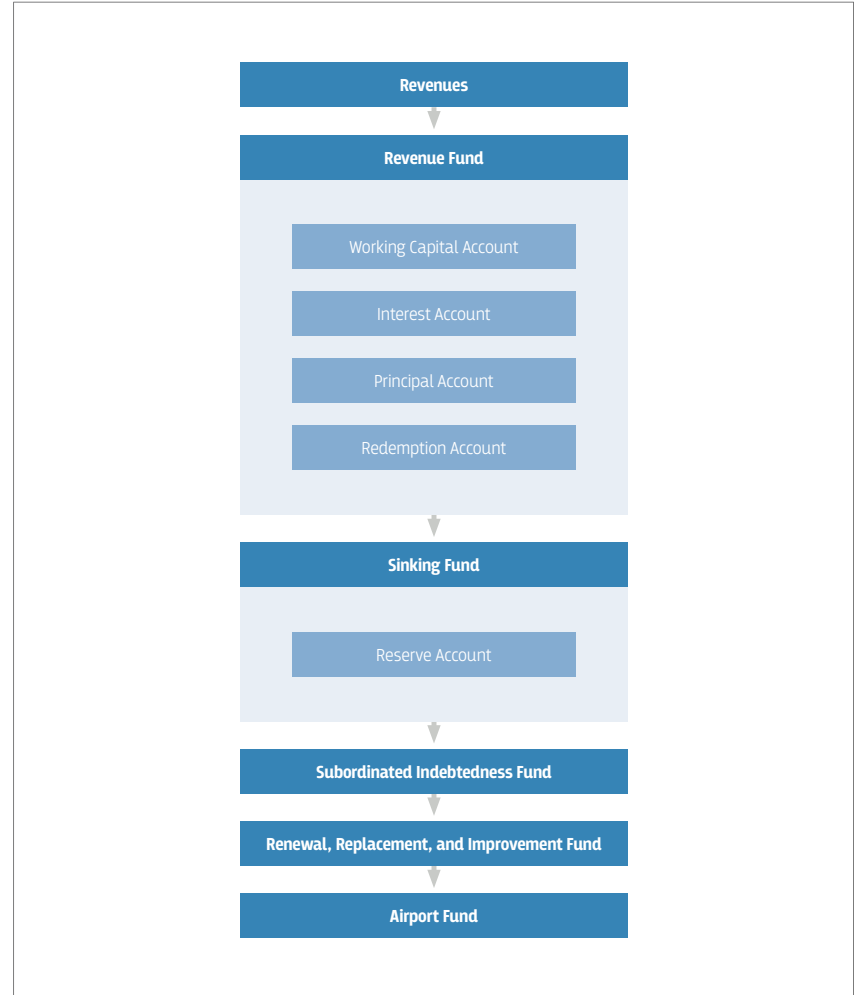 Revenues
Revenue Fund
Working Capital Account
Interest Account
Principal Account
Redemption Account
Sinking Fund
Reserve Account
Subordinated Indebtedness Fund
Renewal, Replacement, and Improvement Fund
Airport Fund